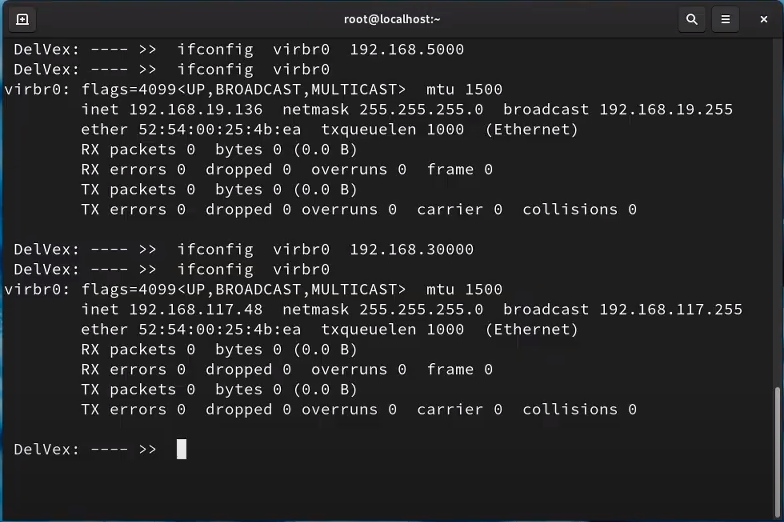 root@localhost:~
DelVex: ---- >>  ifconfig  virbr0  192.168.5000
DelVex: ---- >>  ifconfig  virbr0
virbr0: flags=4099<UP,BROADCAST,MULTICAST>  mtu 1500
inet 192.168.19.136  netmask 255.255.255.0  broadcast 192.168.19.255
ether 52:54:00:25:4b:ea  txqueuelen 1000  (Ethernet)
RX packets 0  bytes 0 (0.0 B)
RX errors 0  dropped 0  overruns 0  frame 0
TX packets 0  bytes 0 (0.0 B)
TX errors 0  dropped 0 overruns 0  carrier 0  collisions 0
DelVex: ---- >>  ifconfig  virbr0  192.168.30000
DelVex: ---- >>  ifconfig  virbr0
virbr0: flags=4099<UP,BROADCAST,MULTICAST>  mtu 1500
inet 192.168.117.48  netmask 255.255.255.0  broadcast 192.168.117.255
ether 52:54:00:25:4b:ea  txqueuelen 1000  (Ethernet)
RX packets 0  bytes 0 (0.0 B)
RX errors 0  dropped 0  overruns 0  frame 0
TX packets 0  bytes 0 (0.0 B)
TX errors 0  dropped 0 overruns 0  carrier 0  collisions 0
DelVex: ---- >>